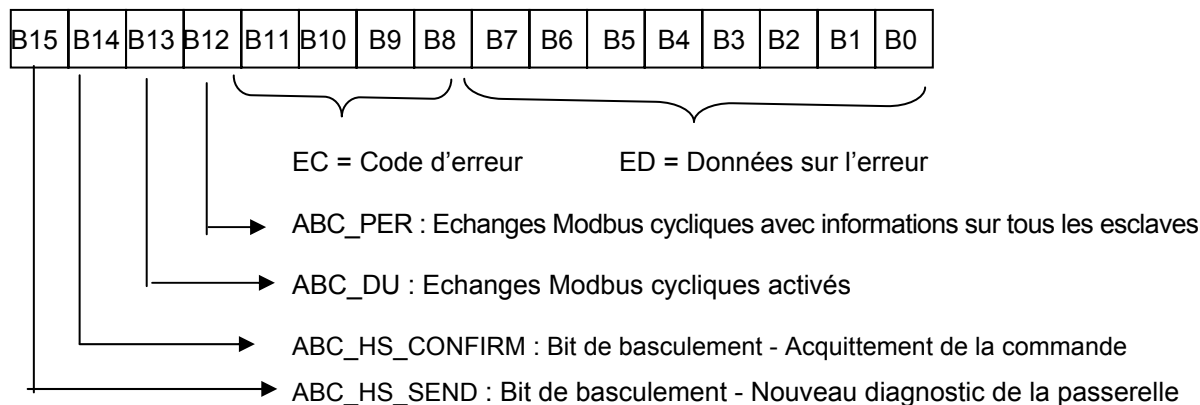 B15 B14 B13 B12 B11 B10 B9 B8 B7 B6 B5 B4 B3 B2 B1 B0
EC = Code d'erreur ED = Données sur l'erreur
ABC_PER : Echanges Modbus cycliques avec informations sur tous les esclaves
ABC_DU : Echanges Modbus cycliques activés
ABC_HS_CONFIRM : Bit de basculement - Acquittement de la commande
ABC_HS_SEND : Bit de basculement - Nouveau diagnostic de la passerelle